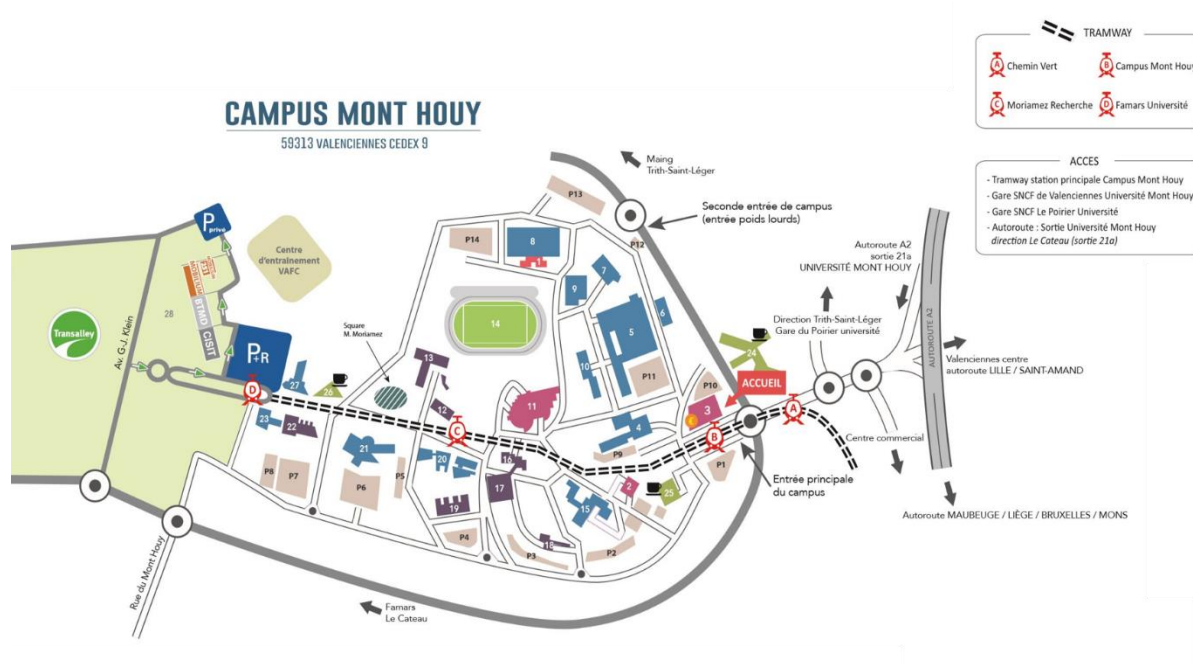 TRAMWAY
A Chemin Vert
B Campus Mont Houy
C Moriamez Recherche
D Famars Université
CAMPUS MONT HOUY
59313 VALENCIENNES CEDEX 9
ACCES
- Tramway station principale Campus Mont Houy
- Gare SNCF de Valenciennes Université Mont Houy
- Gare SNCF Le Poirier Université
- Autoroute : Sortie Université Mont Houy
direction Le Cateau (sortie 21a)
Maing
Trith-Saint-Léger
Seconde entrée de campus
(entrée poids lourds)
Autoroute A2
sortie 21a
UNIVERSITÉ MONT HOUY
Direction Trith-Saint-Léger
Gare du Poirier université
AUTOROUTE A2
Valenciennes centre
autoroute LILLE / SAINT-AMAND
Centre commercial
Autoroute MAUBEUGE / LIÈGE / BRUXELLES / MONS
Entrée principale
du campus
ACCUEIL
P
privé
Centre
d'entrainement
VAFC
Transalley
Av. G.-J. Klein
28
BTMD
CISIT
P+R
Square
M. Moriamez
P13
P14
P12
8
7
9
6
5
14
10
P11
24
P10
3
A
B
C
D
13
12
11
4
P9
27
26
23
22
21
20
16
17
19
18
15
2
25
P1
P8
P7
P6
P5
P4
P3
P2
Rue du Mont Houy
Famars
Le Cateau